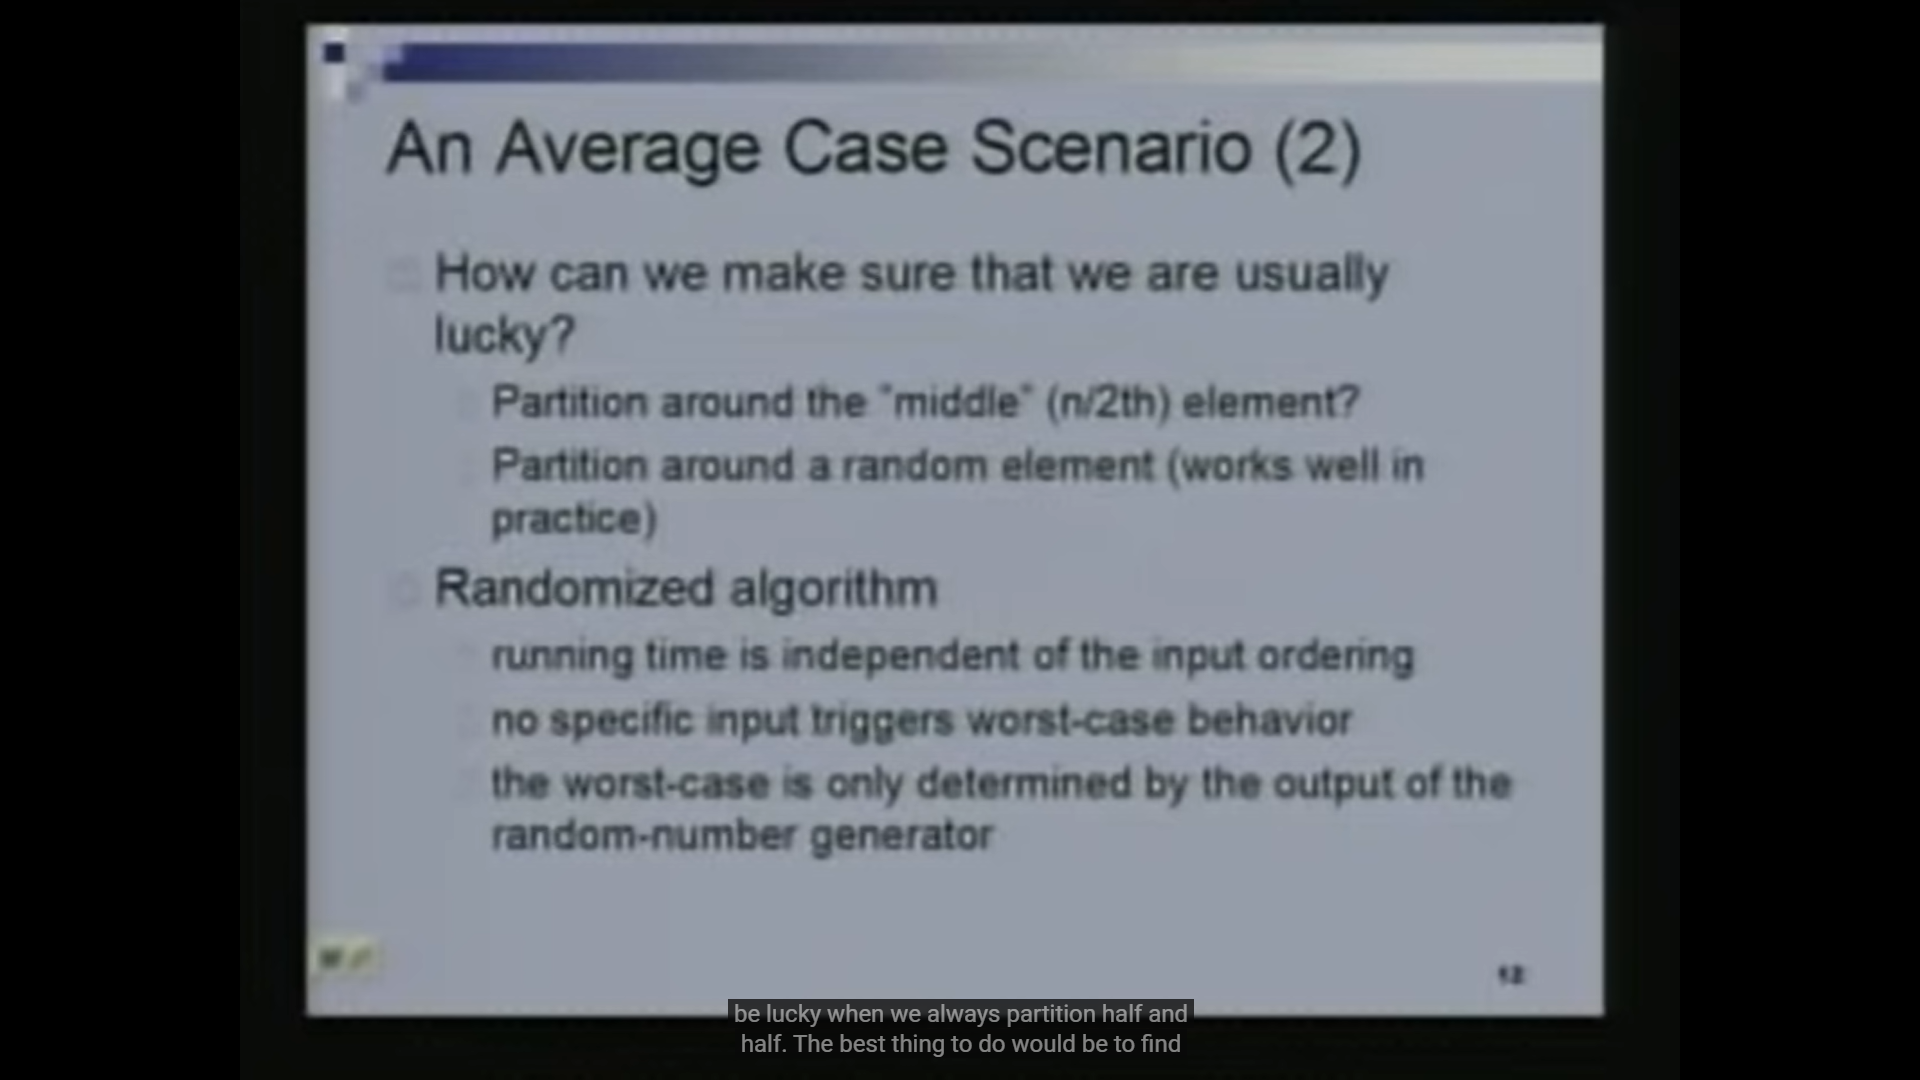 An Average Case Scenario (2)
How can we make sure that we are usually
lucky?
Partition around the "middle" (n/2th) element?
Partition around a random element (works well in
practice)
Randomized algorithm
running time is independent of the input ordering
no specific input triggers worst-case behavior
the worst-case is only determined by the output of the
random-number generator
12
be lucky when we always partition half and
half. The best thing to do would be to find